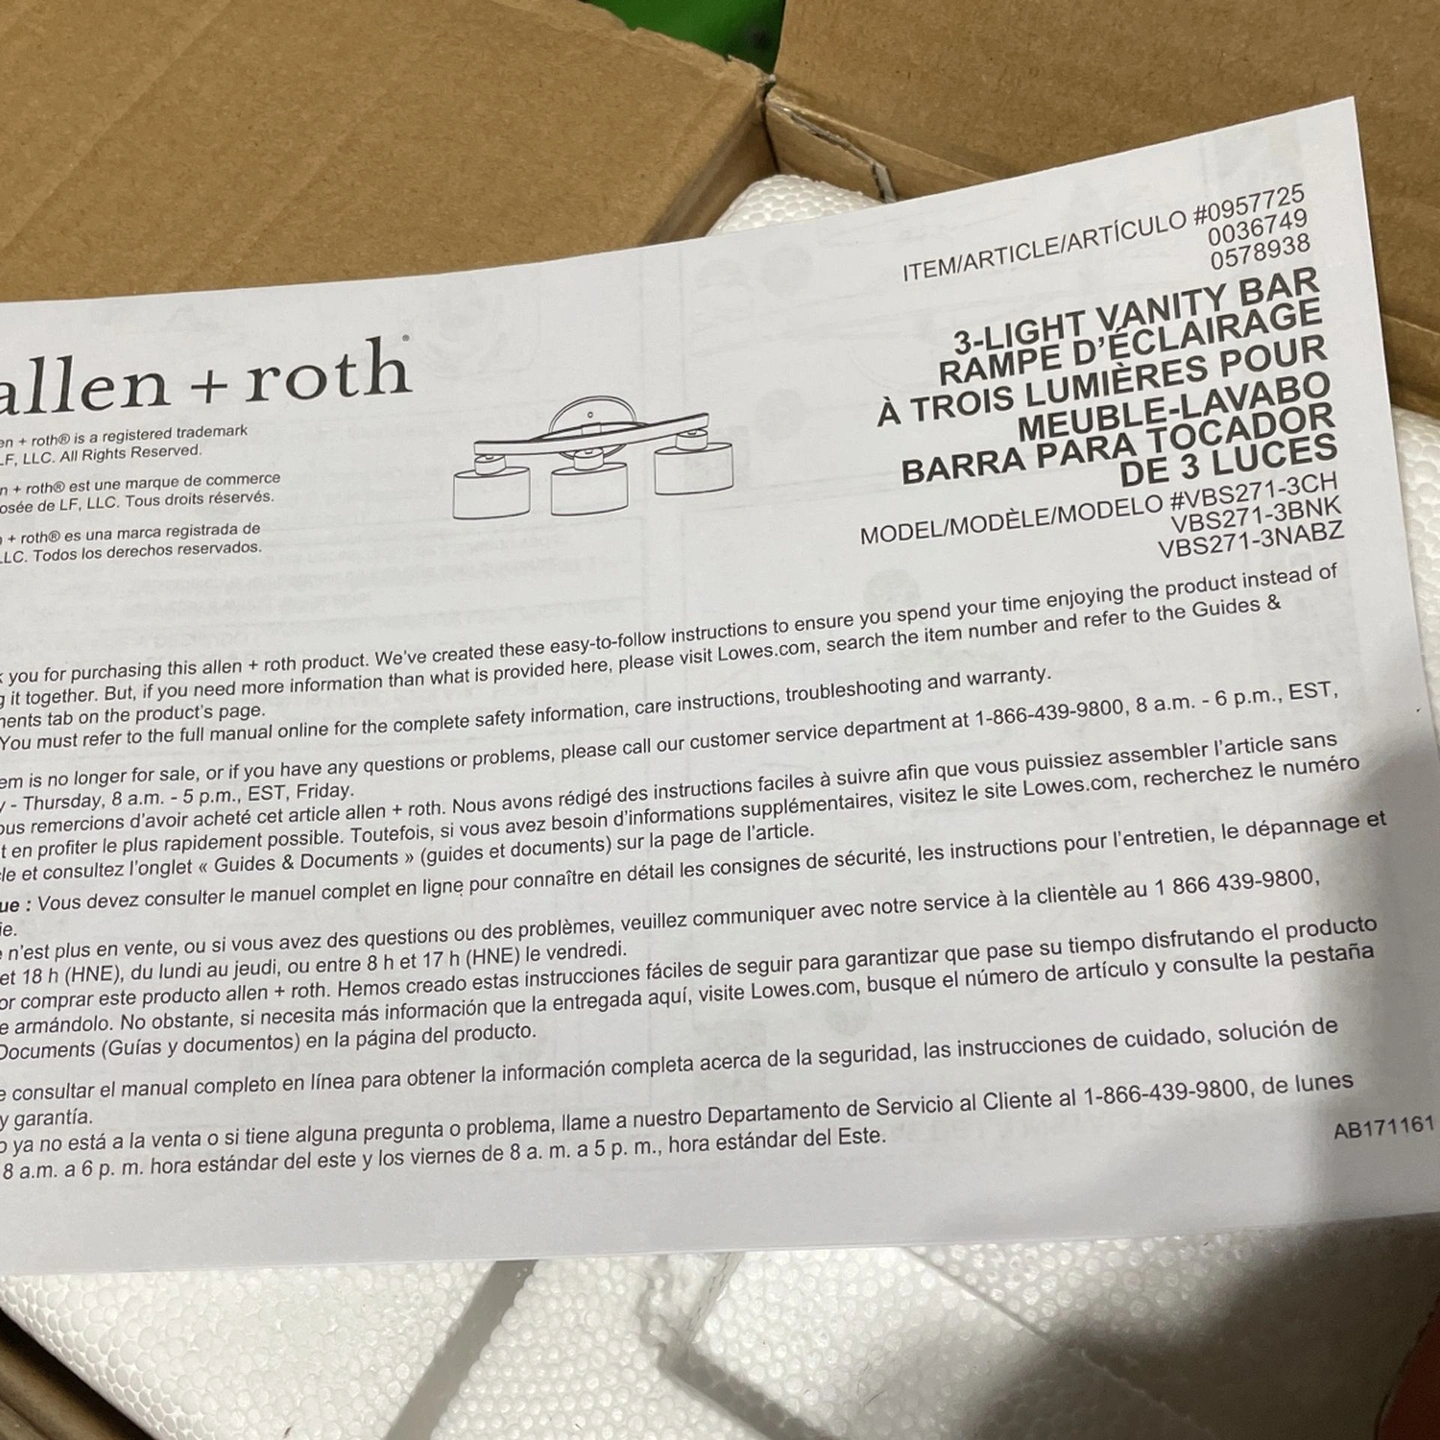 ITEM/ARTICLE/ARTÍCULO #0957725
0036749
0578938
3-LIGHT VANITY BAR
RAMPE D'ÉCLAIRAGE
À TROIS LUMIÈRES POUR
MEUBLE-LAVABO
BARRA PARA TOCADOR
DE 3 LUCES
MODEL/MODÈLE/MODELO #VBS271-3CH
VBS271-3BNK
VBS271-3NABZ
allen + roth®
en + roth® is a registered trademark
LF, LLC. All Rights Reserved.
n + roth® est une marque de commerce
osée de LF, LLC. Tous droits réservés.
+ roth® es una marca registrada de
LLC. Todos los derechos reservados.
you for purchasing this allen + roth product. We've created these easy-to-follow instructions to ensure you spend your time enjoying the product instead of
g it together. But, if you need more information than what is provided here, please visit Lowes.com, search the item number and refer to the Guides &
ments tab on the product's page.
You must refer to the full manual online for the complete safety information, care instructions, troubleshooting and warranty.
em is no longer for sale, or if you have any questions or problems, please call our customer service department at 1-866-439-9800, 8 a.m. - 6 p.m., EST,
y - Thursday, 8 a.m. - 5 p.m., EST, Friday.
ous remercions d'avoir acheté cet article allen + roth. Nous avons rédigé des instructions faciles à suivre afin que vous puissiez assembler l'article sans
t en profiter le plus rapidement possible. Toutefois, si vous avez besoin d'informations supplémentaires, visitez le site Lowes.com, recherchez le numéro
cle et consultez l'onglet « Guides & Documents » (guides et documents) sur la page de l'article.
ue : Vous devez consulter le manuel complet en ligne pour connaître en détail les consignes de sécurité, les instructions pour l'entretien, le dépannage et
ie.
e n'est plus en vente, ou si vous avez des questions ou des problèmes, veuillez communiquer avec notre service à la clientèle au 1 866 439-9800,
et 18 h (HNE), du lundi au jeudi, ou entre 8 h et 17 h (HNE) le vendredi.
or comprar este producto allen + roth. Hemos creado estas instrucciones fáciles de seguir para garantizar que pase su tiempo disfrutando el producto
e armándolo. No obstante, si necesita más información que la entregada aquí, visite Lowes.com, busque el número de artículo y consulte la pestaña
Documents (Guías y documentos) en la página del producto.
e consultar el manual completo en línea para obtener la información completa acerca de la seguridad, las instrucciones de cuidado, solución de
y garantía.
o ya no está a la venta o si tiene alguna pregunta o problema, llame a nuestro Departamento de Servicio al Cliente al 1-866-439-9800, de lunes
8 a.m. a 6 p. m. hora estándar del este y los viernes de 8 a. m. a 5 p. m., hora estándar del Este.
AB171161